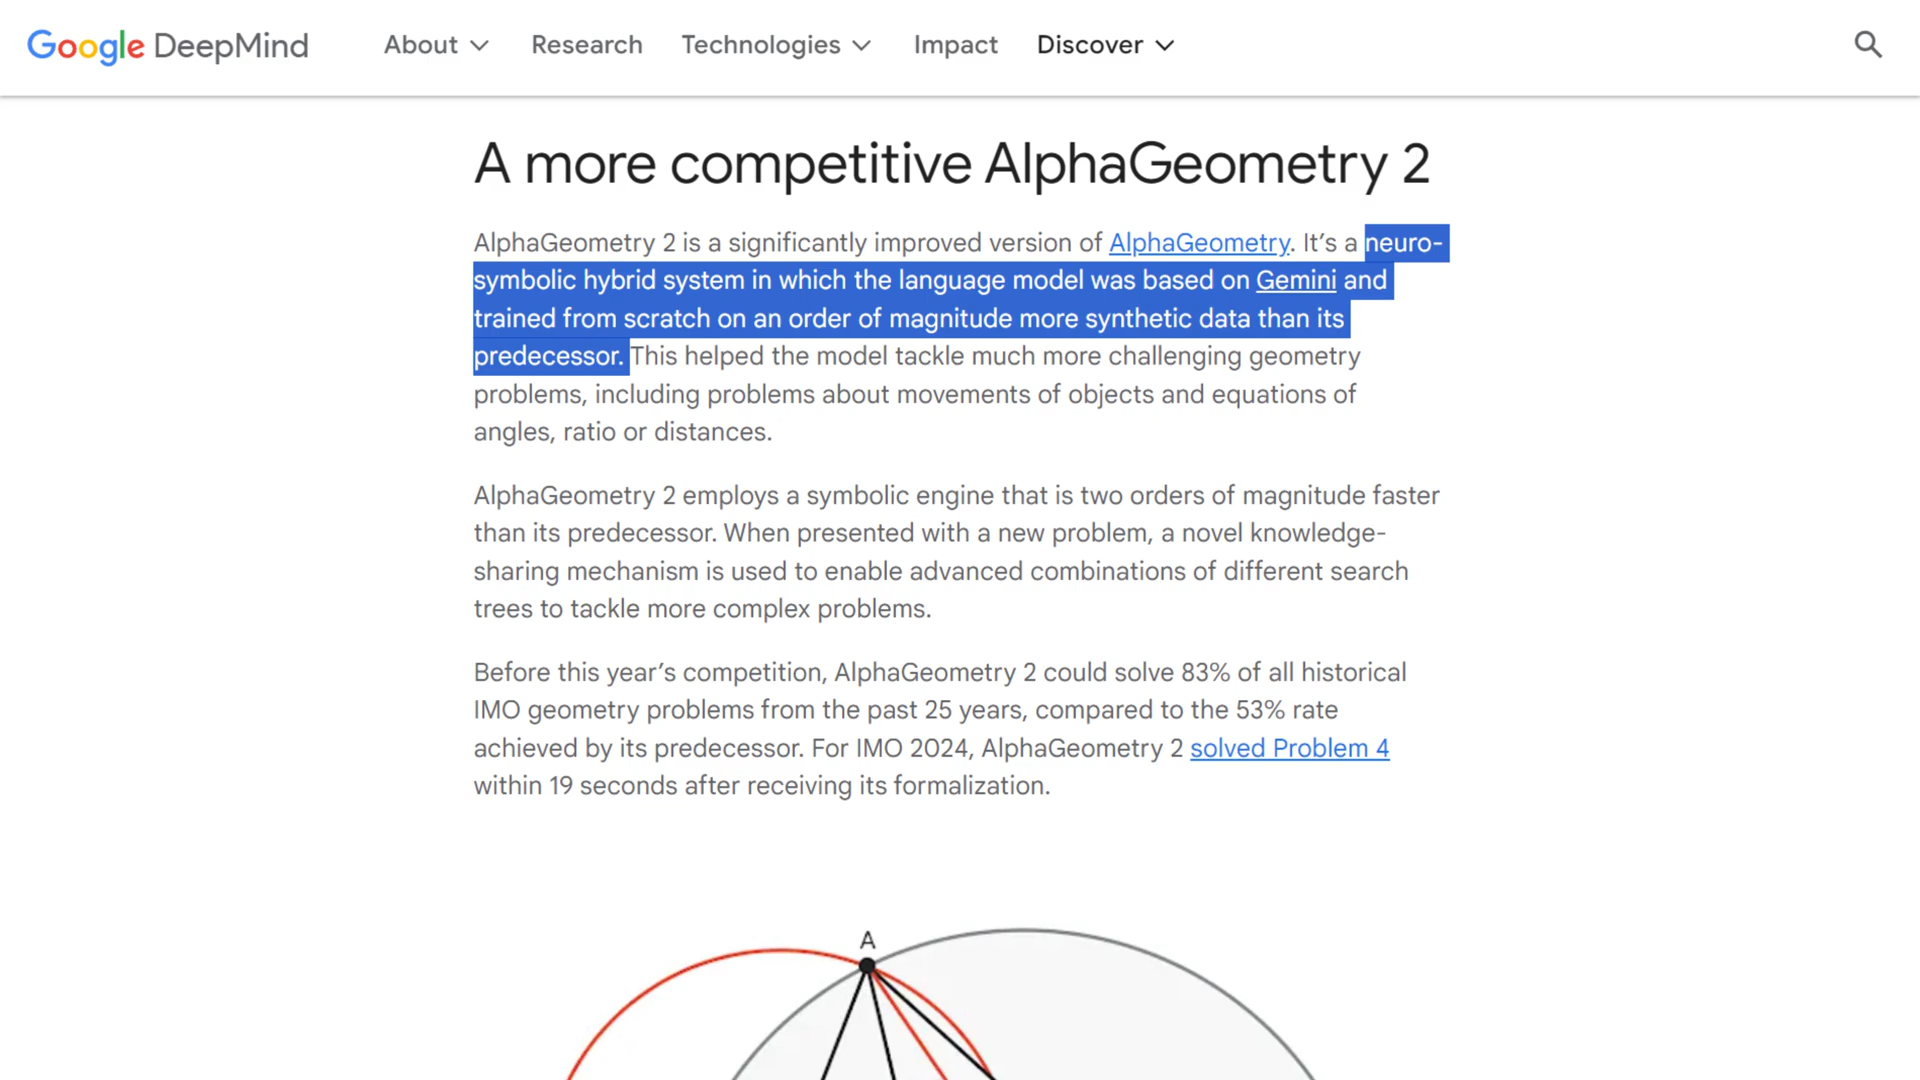 Google DeepMind About Research Technologies Impact Discover
A more competitive AlphaGeometry 2
AlphaGeometry 2 is a significantly improved version of AlphaGeometry. It’s a neuro-
symbolic hybrid system in which the language model was based on Gemini and
trained from scratch on an order of magnitude more synthetic data than its
predecessor. This helped the model tackle much more challenging geometry
problems, including problems about movements of objects and equations of
angles, ratio or distances.
AlphaGeometry 2 employs a symbolic engine that is two orders of magnitude faster
than its predecessor. When presented with a new problem, a novel knowledge-
sharing mechanism is used to enable advanced combinations of different search
trees to tackle more complex problems.
Before this year’s competition, AlphaGeometry 2 could solve 83% of all historical
IMO geometry problems from the past 25 years, compared to the 53% rate
achieved by its predecessor. For IMO 2024, AlphaGeometry 2 solved Problem 4
within 19 seconds after receiving its formalization.
A